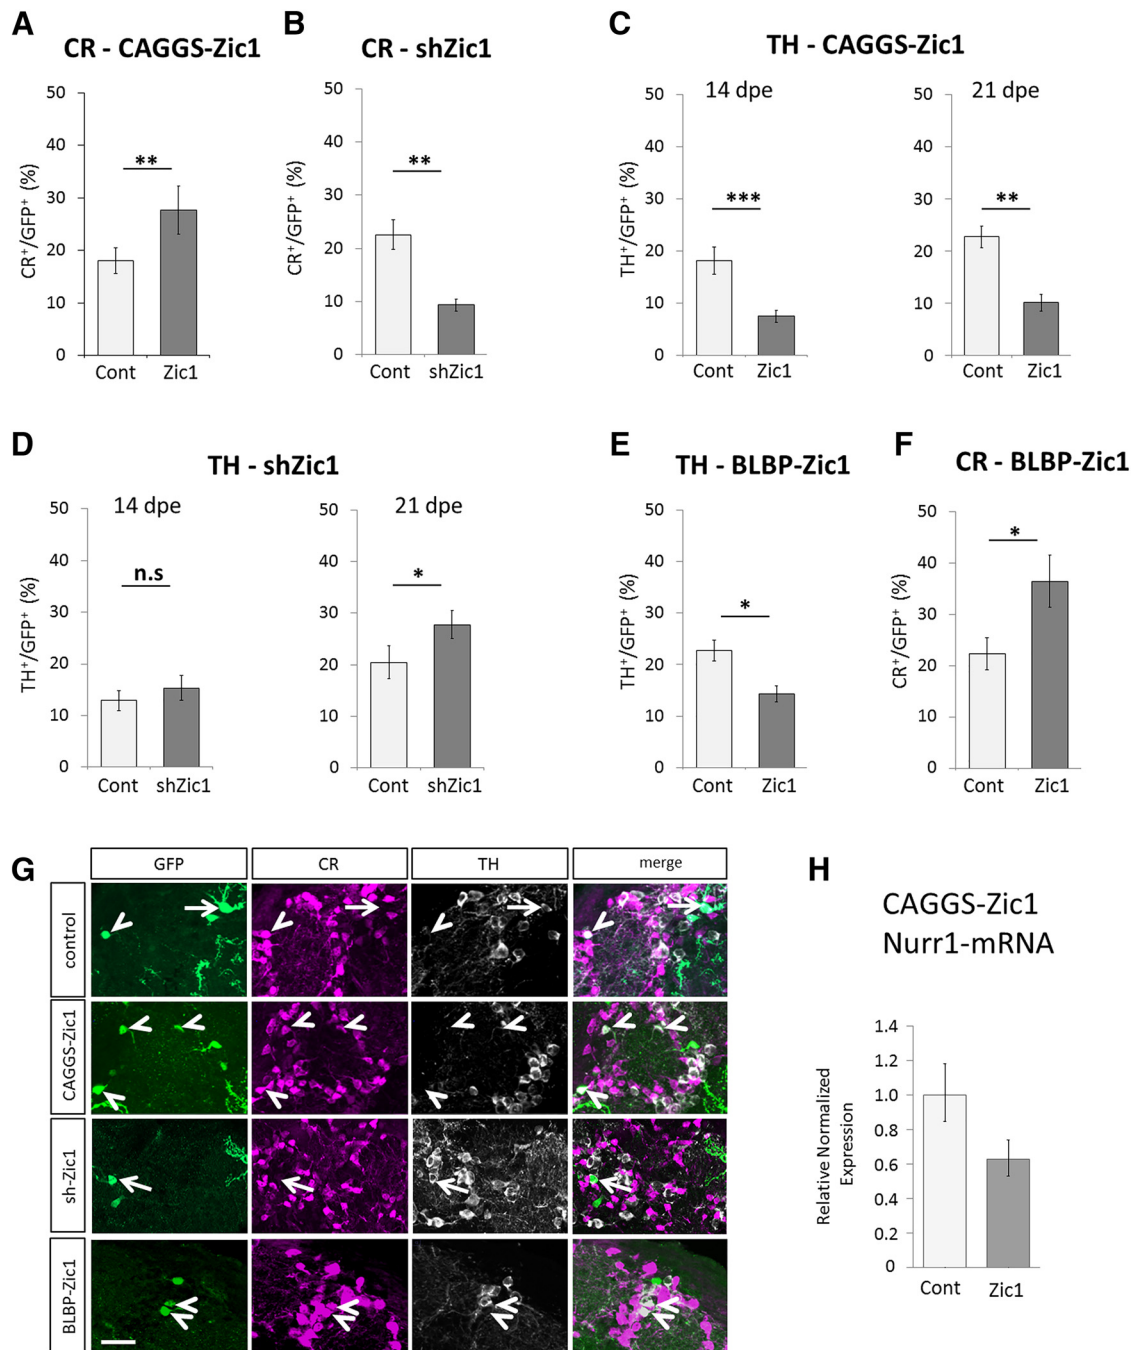 A
CR - CAGGS-Zic1
50
40
30
20
10
0
CR⁺/GFP⁺ (%)
**
Cont
Zic1
B
CR - shZic1
50
40
30
20
10
0
CR⁺/GFP⁺ (%)
**
Cont
shZic1
C
TH - CAGGS-Zic1
14 dpe
50
40
30
20
10
0
TH⁺/GFP⁺ (%)
***
Cont
Zic1
21 dpe
50
40
30
20
10
0
**
Cont
Zic1
D
TH - shZic1
14 dpe
50
40
30
20
10
0
TH⁺/GFP⁺ (%)
n.s
Cont
shZic1
21 dpe
50
40
30
20
10
0
*
Cont
shZic1
E
TH - BLBP-Zic1
50
40
30
20
10
0
TH⁺/GFP⁺ (%)
*
Cont
Zic1
F
CR - BLBP-Zic1
50
40
30
20
10
0
CR⁺/GFP⁺ (%)
*
Cont
Zic1
G
GFP
CR
TH
merge
control
CAGGS-Zic1
sh-Zic1
BLBP-Zic1
H
CAGGS-Zic1
Nurr1-mRNA
1.4
1.2
1.0
0.8
0.6
0.4
0.2
0
Relative Normalized
Expression
Cont
Zic1